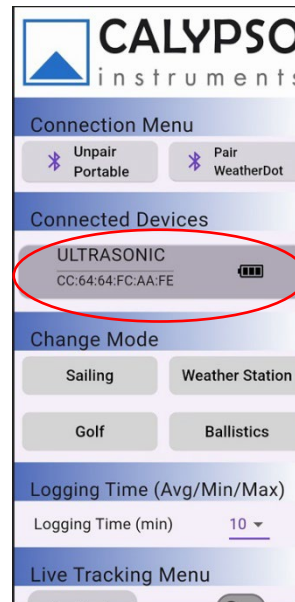 CALYPSO
instruments
Connection Menu
Unpair
Portable
Pair
WeatherDot
Connected Devices
ULTRASONIC
CC:64:64:FC:AA:FE
Change Mode
Sailing
Weather Station
Golf
Ballistics
Logging Time (Avg/Min/Max)
Logging Time (min)
10
Live Tracking Menu